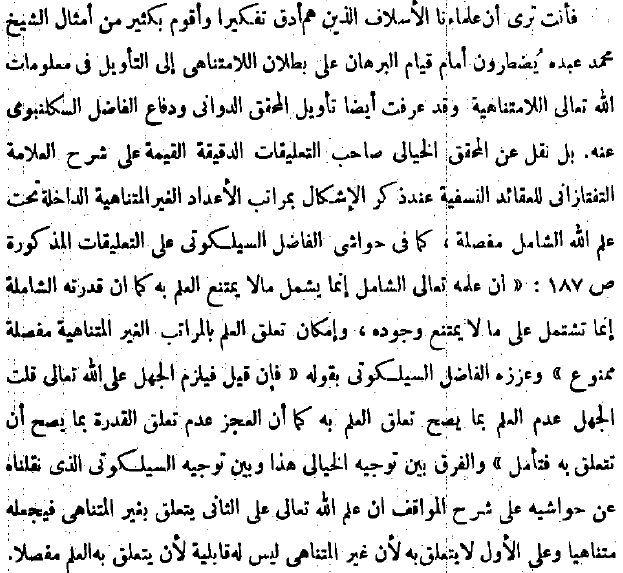 فأنت ترى أن علماءنا الأسلاف الذين هم أدق تفكيرا وأقوم بكثير من أمثال الشيخ
محمد عبده يُضطرون أمام قيام البرهان على بطلان اللامتناهى إلى التأويل فى معلومات
الله تعالى اللامتناهية وقد عرفت أيضا تأويل المحقق الدوانى ودفاع الفاضل السكلنبوى
عنه. بل نقل عن المحقق الخيالى صاحب التعليقات الدقيقة القيمة على شرح العلامة
التفتازانى للعقائد النسفية عند ذكر الإشكال بمراتب الأعداد الغير المتناهية الداخلة تحت
علم الله الشامل مفصلة ، كما فى حواشى الفاضل السيلكوتى على التعليقات المذكورة
ص ١٨٧ : « ان علمه تعالى الشامل إنما يشمل مالا يمتنع العلم به كما ان قدرته الشاملة
إنما تشتمل على ما لا يمتنع وجوده ، وإمكان تعلق العلم بالمراتب الغير المتناهية مفصلة
ممنوع » وعززه الفاضل السيلكوتى بقوله « فإن قيل فيلزم الجهل على الله تعالى قلت
الجهل عدم العلم بما يصح تعلق العلم به كما أن العجز عدم تعلق القدرة بما يصح أن
تتعلق به فتأمل » والفرق بين توجيه الخيالى هذا وبين توجيه السيلكوتى الذى نقلناه
عن حواشيه على شرح المواقف ان علم الله تعالى على الثانى يتعلق بغير المتناهى فيجعله
متناهيا وعلى الأول لا يتعلق به لأن غير المتناهى ليس له قابلية لأن يتعلق به العلم مفصلا.